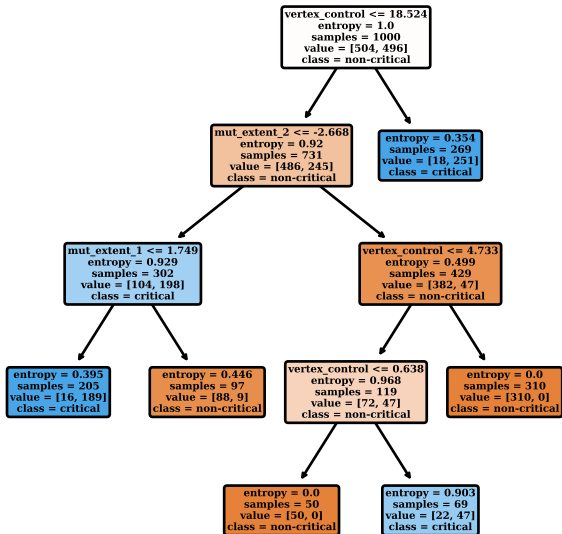 vertex_control <= 18.524
entropy = 1.0
samples = 1000
value = [504, 496]
class = non-critical
mut_extent_2 <= -2.668
entropy = 0.92
samples = 731
value = [486, 245]
class = non-critical
entropy = 0.354
samples = 269
value = [18, 251]
class = critical
mut_extent_1 <= 1.749
entropy = 0.929
samples = 302
value = [104, 198]
class = critical
vertex_control <= 4.733
entropy = 0.499
samples = 429
value = [382, 47]
class = non-critical
entropy = 0.395
samples = 205
value = [16, 189]
class = critical
entropy = 0.446
samples = 97
value = [88, 9]
class = non-critical
vertex_control <= 0.638
entropy = 0.968
samples = 119
value = [72, 47]
class = non-critical
entropy = 0.0
samples = 310
value = [310, 0]
class = non-critical
entropy = 0.0
samples = 50
value = [50, 0]
class = non-critical
entropy = 0.903
samples = 69
value = [22, 47]
class = critical